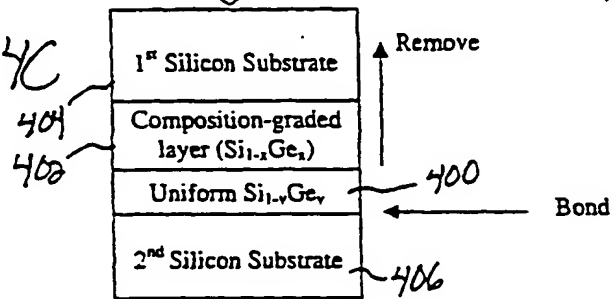 4C
1st Silicon Substrate
Remove
404
Composition-graded
layer (Si1-xGex)
402
Uniform Si1-yGey
400
Bond
2nd Silicon Substrate
406